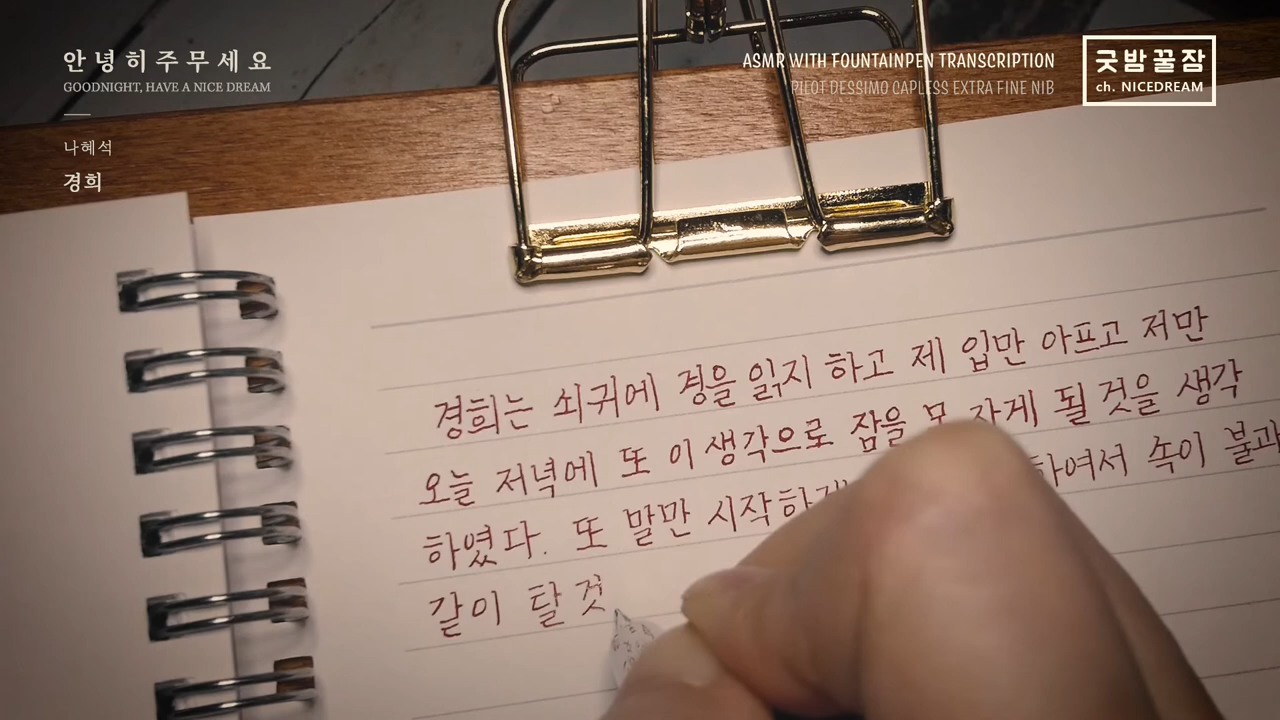 안녕히주무세요
GOODNIGHT, HAVE A NICE DREAM
나혜석
경희
ASMR WITH FOUNTAINPEN TRANSCRIPTION
PILOT DESSIMO CAPLESS EXTRA FINE NIB
굿밤꿀잠
ch. NICEDREAM
경희는 쇠귀에 경을 읽지 하고 제 입만 아프고 저만
오늘 저녁에 또 이 생각으로 잠을 못 자게 될 것을 생각
하였다. 또 말만 시작하게 하여서 속이 불과
같이 탈 것